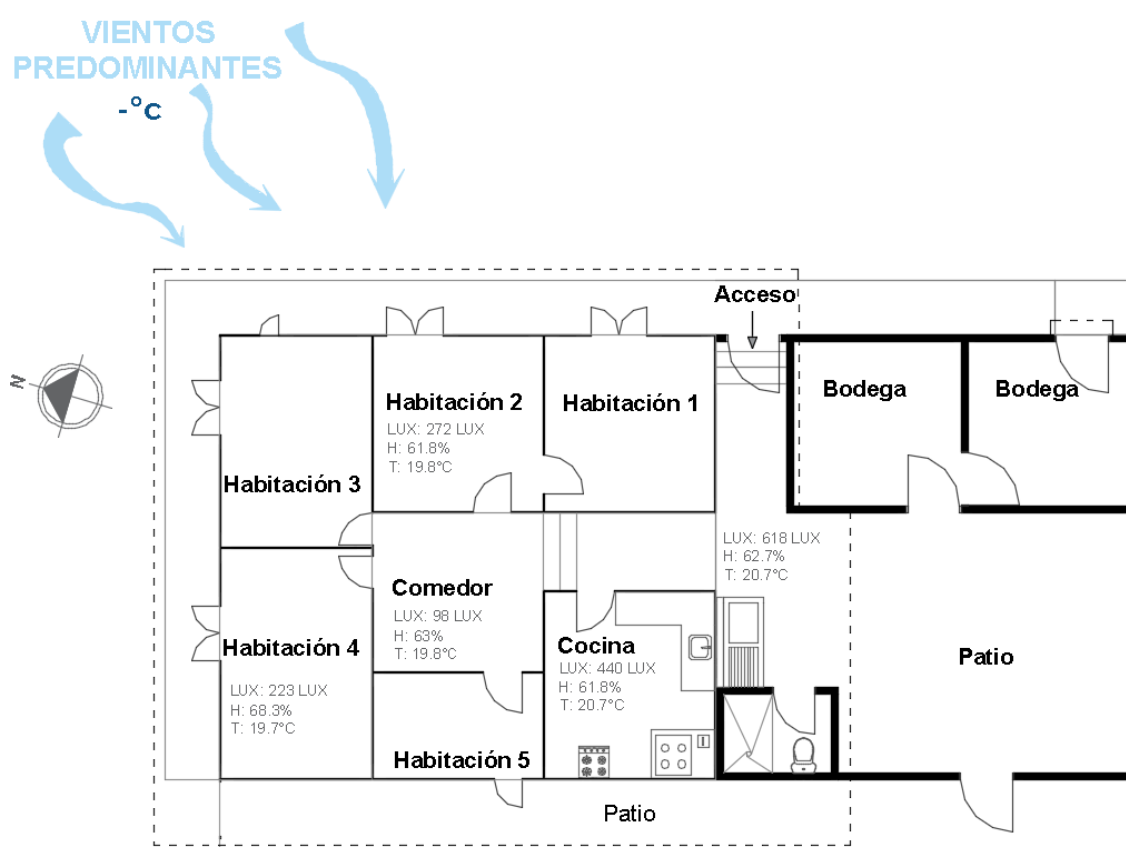 VIENTOS
PREDOMINANTES
-°c
Acceso
N
Habitación 2
LUX: 272 LUX
H: 61.8%
T: 19.8°C
Habitación 1
Bodega
Bodega
Habitación 3
LUX: 618 LUX
H: 62.7%
T: 20.7°C
Comedor
LUX: 98 LUX
H: 63%
T: 19.8°C
Habitación 4
LUX: 223 LUX
H: 68.3%
T: 19.7°C
Cocina
LUX: 440 LUX
H: 61.8%
T: 20.7°C
Patio
Habitación 5
Patio